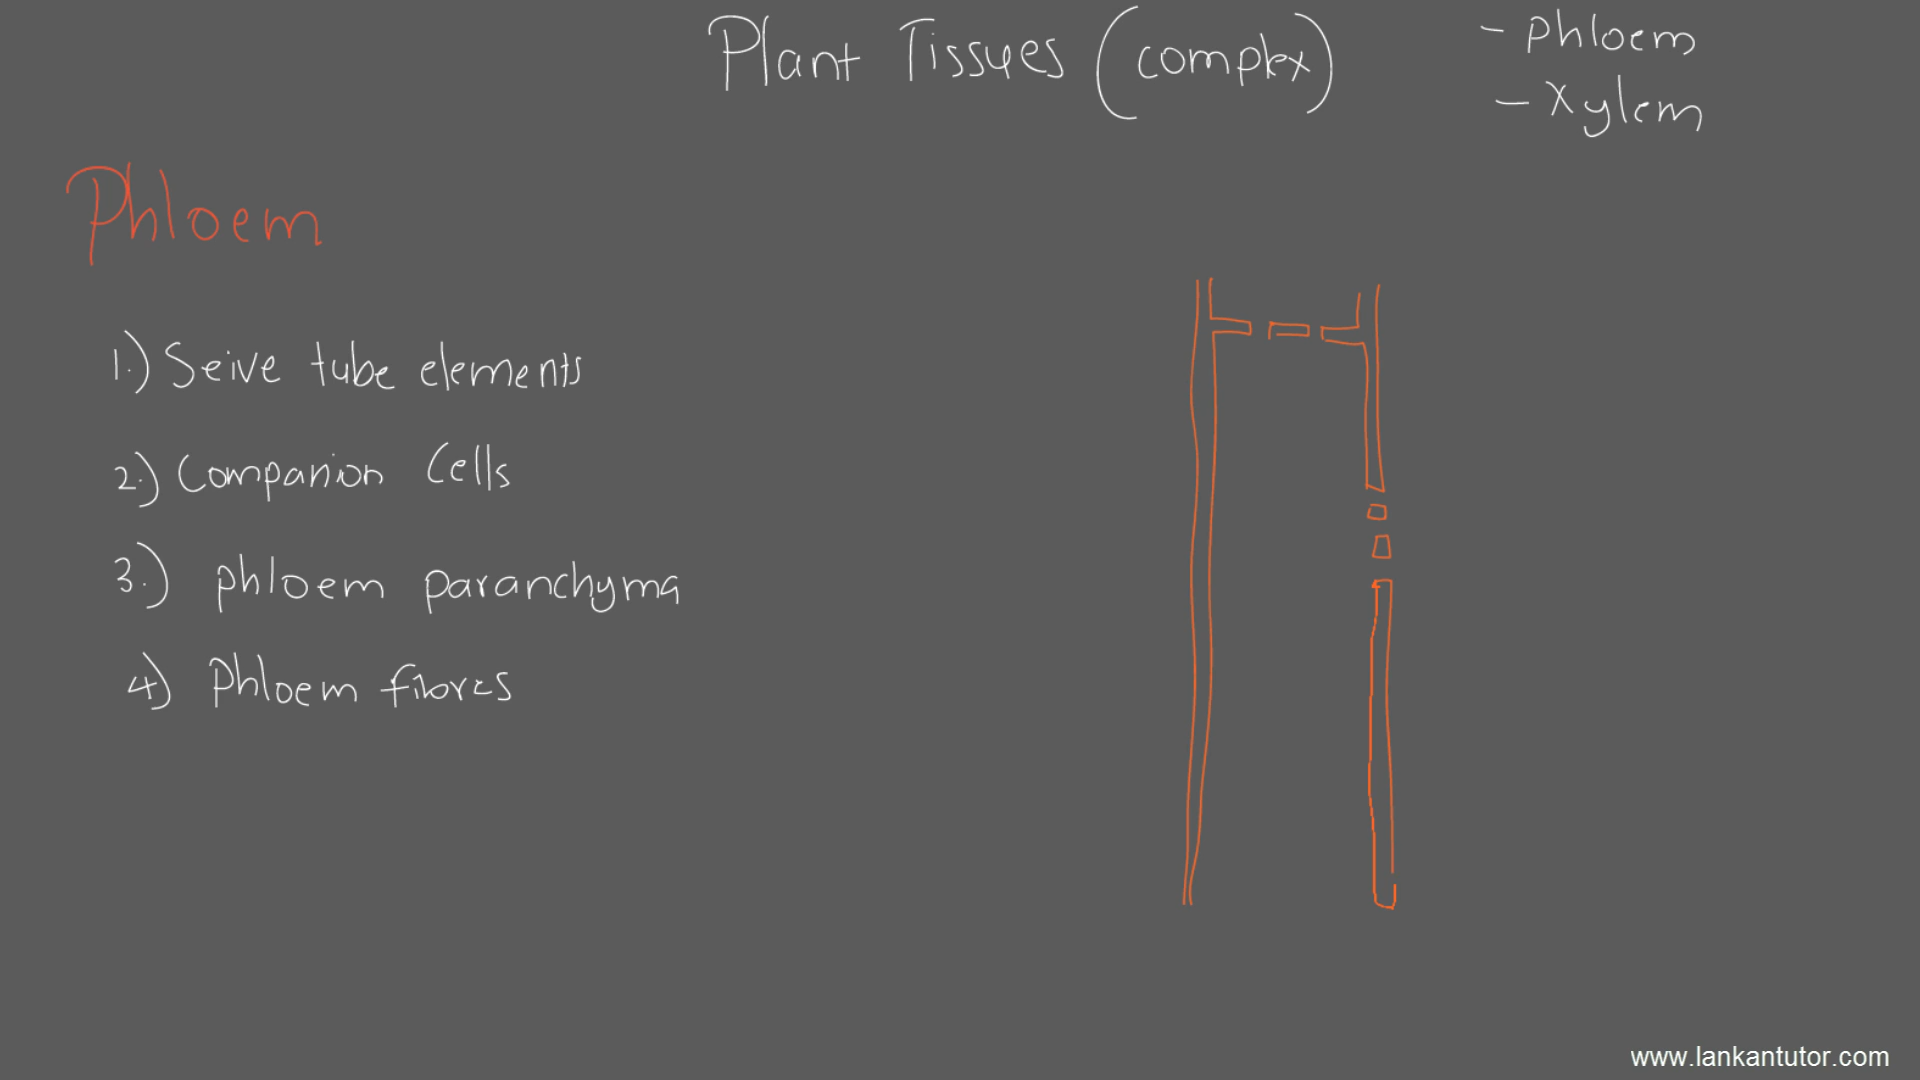 Plant Tissues (complex)
- Phloem
- Xylem
Phloem
1.) Seive tube elements
2.) Companion Cells
3.) phloem paranchyma
4) Phloem fibres
www.lankantutor.com